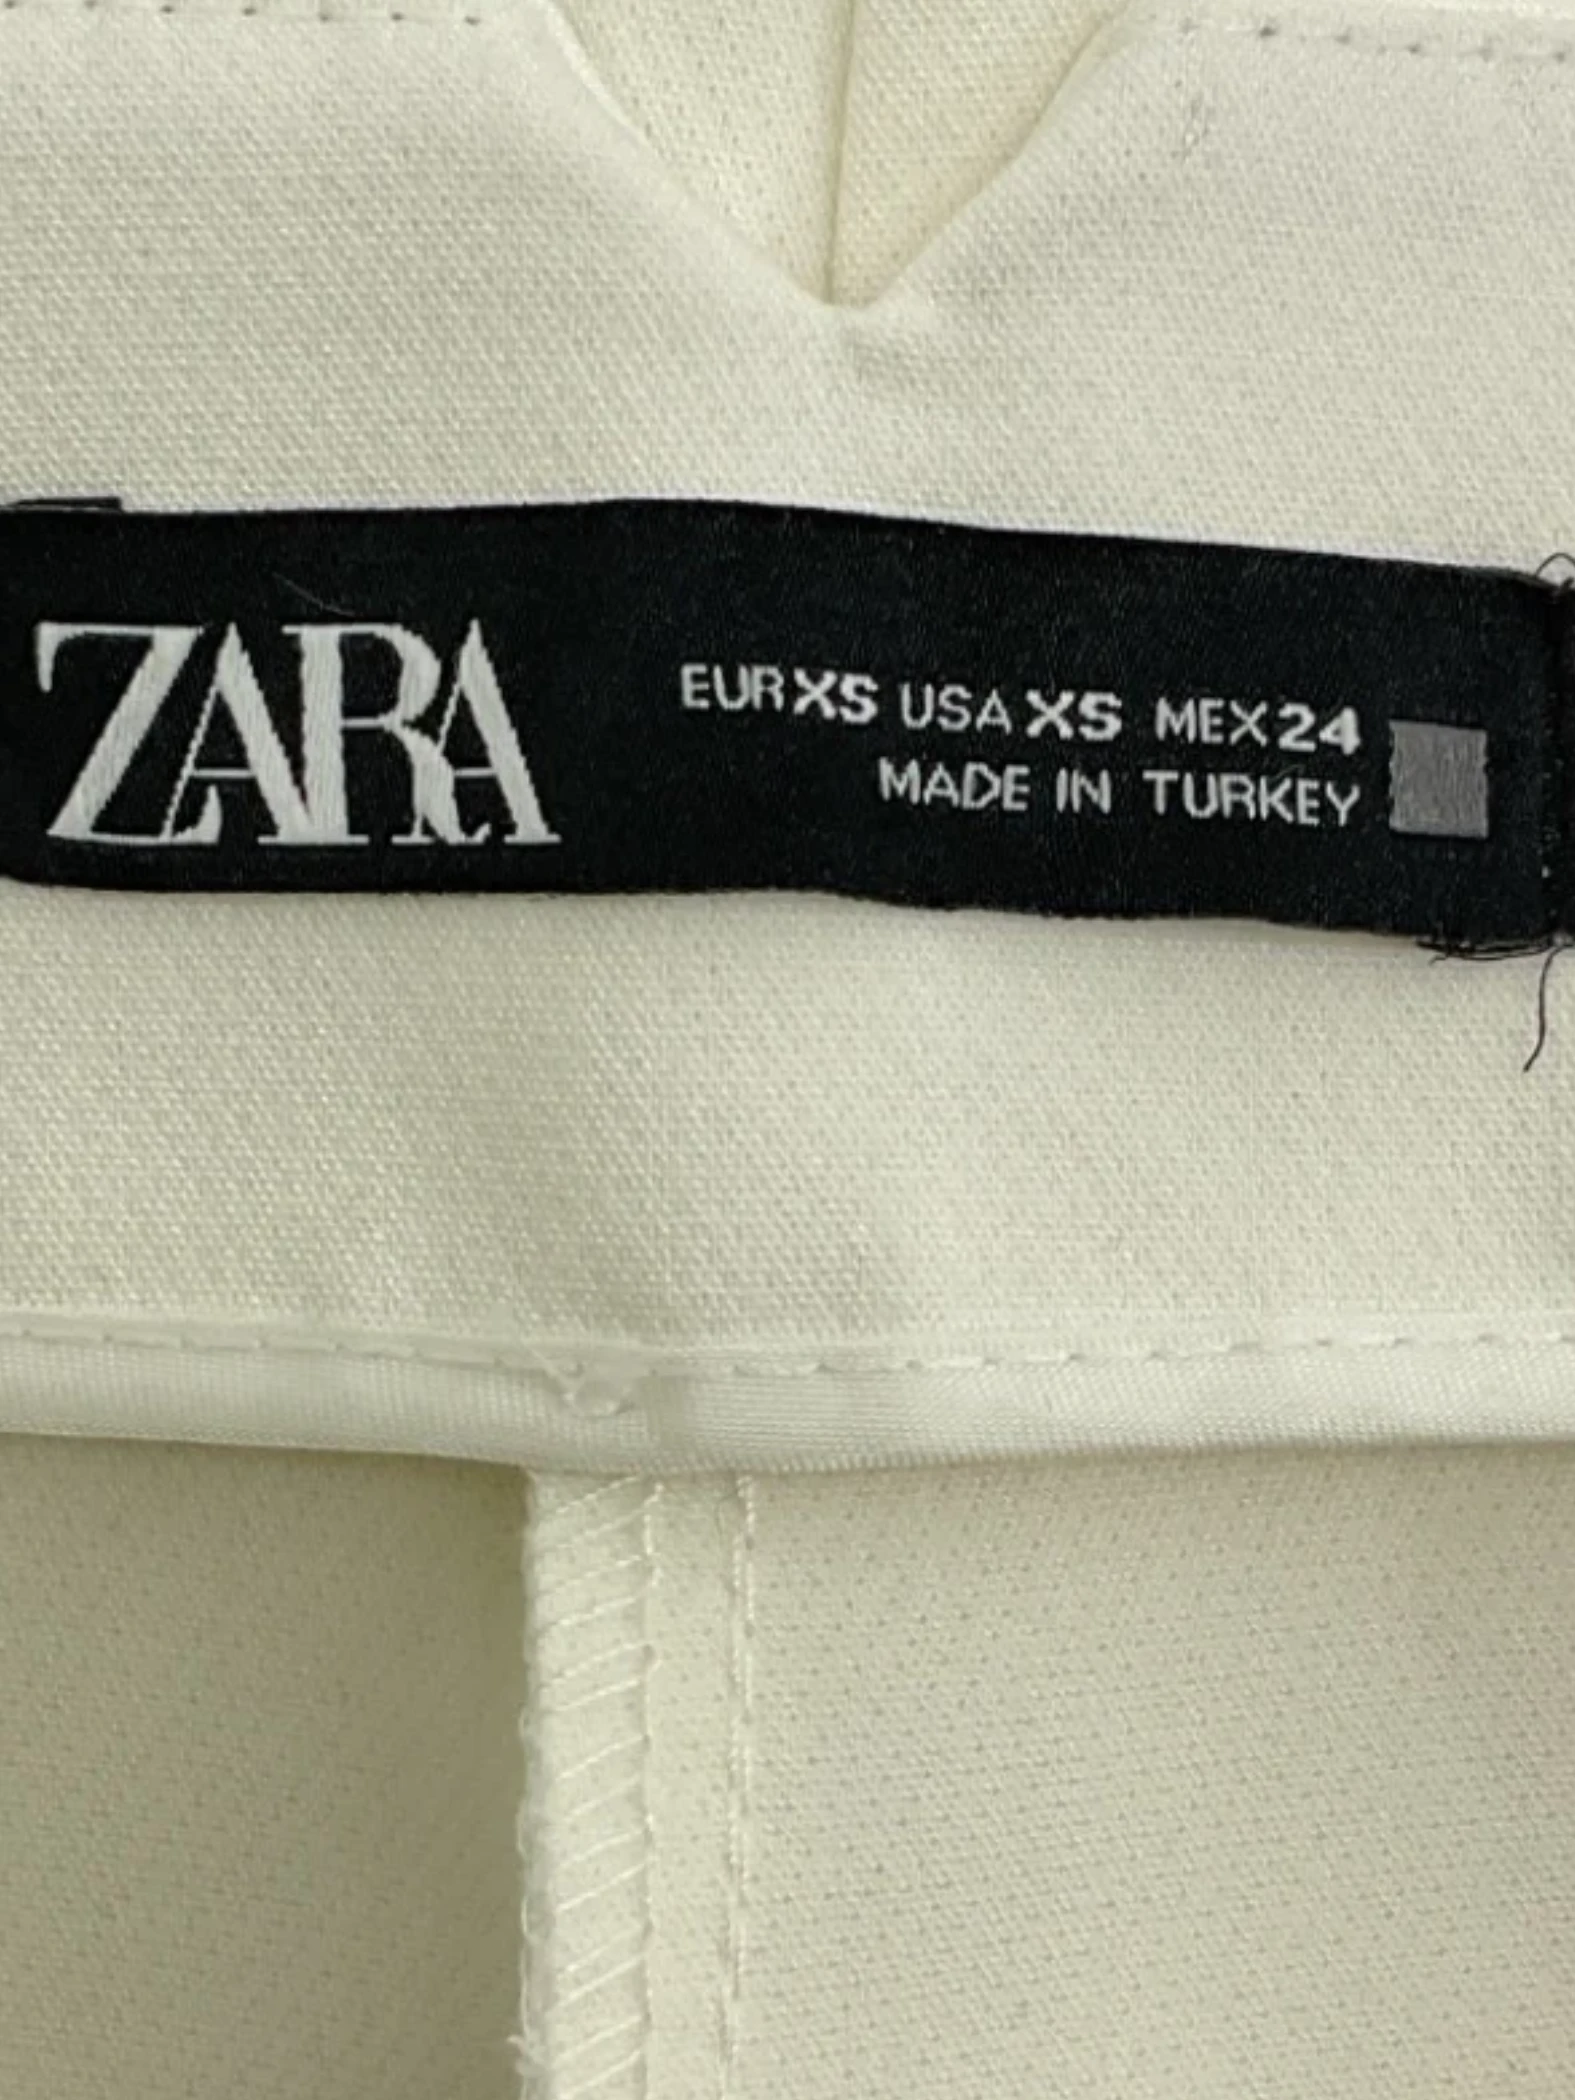 ZARA
EUR XS USA XS MEX 24
MADE IN TURKEY